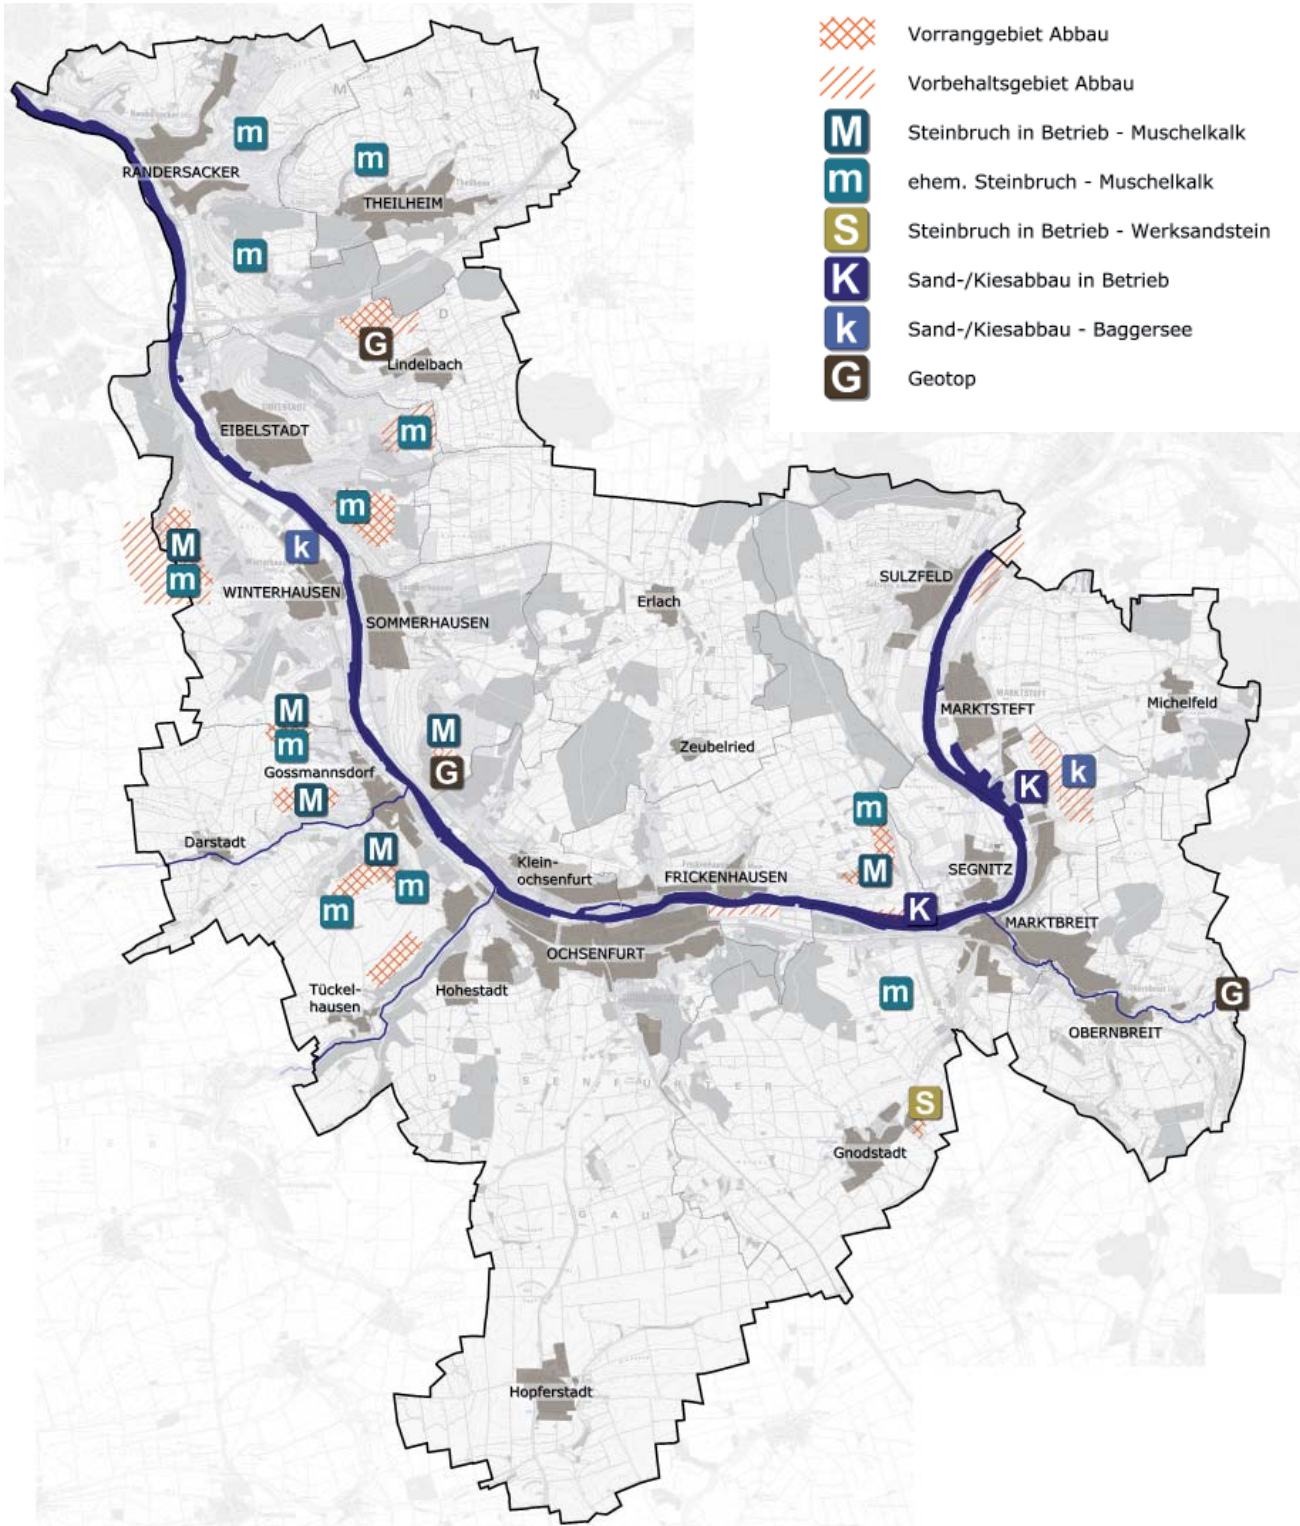 Vorranggebiet Abbau
Vorbehaltsgebiet Abbau
M Steinbruch in Betrieb - Muschelkalk
m ehem. Steinbruch - Muschelkalk
S Steinbruch in Betrieb - Werksandstein
K Sand-/Kiesabbau in Betrieb
k Sand-/Kiesabbau - Baggersee
G Geotop
M A I N
m
m
RANDERSACKER
THEILHEIM
m
D
G
Lindelbach
EIBELSTADT
m
m
M
k
m
WINTERHAUSEN
SOMMERHAUSEN
Erlach
SULZFELD
MARKTSTEFT
Michelfeld
M
M
m
Zeubelried
G
Gossmannsdorf
k
K
M
m
Darstadt
M
Klein-
ochsenfurt
FRICKENHAUSEN
M
SEGNITZ
m
m
K
MARKTBREIT
OCHSENFURT
Tückel-
hausen
Hohestadt
m
G
OBERNBREIT
S
Gnodstadt
G A U
Hopferstadt